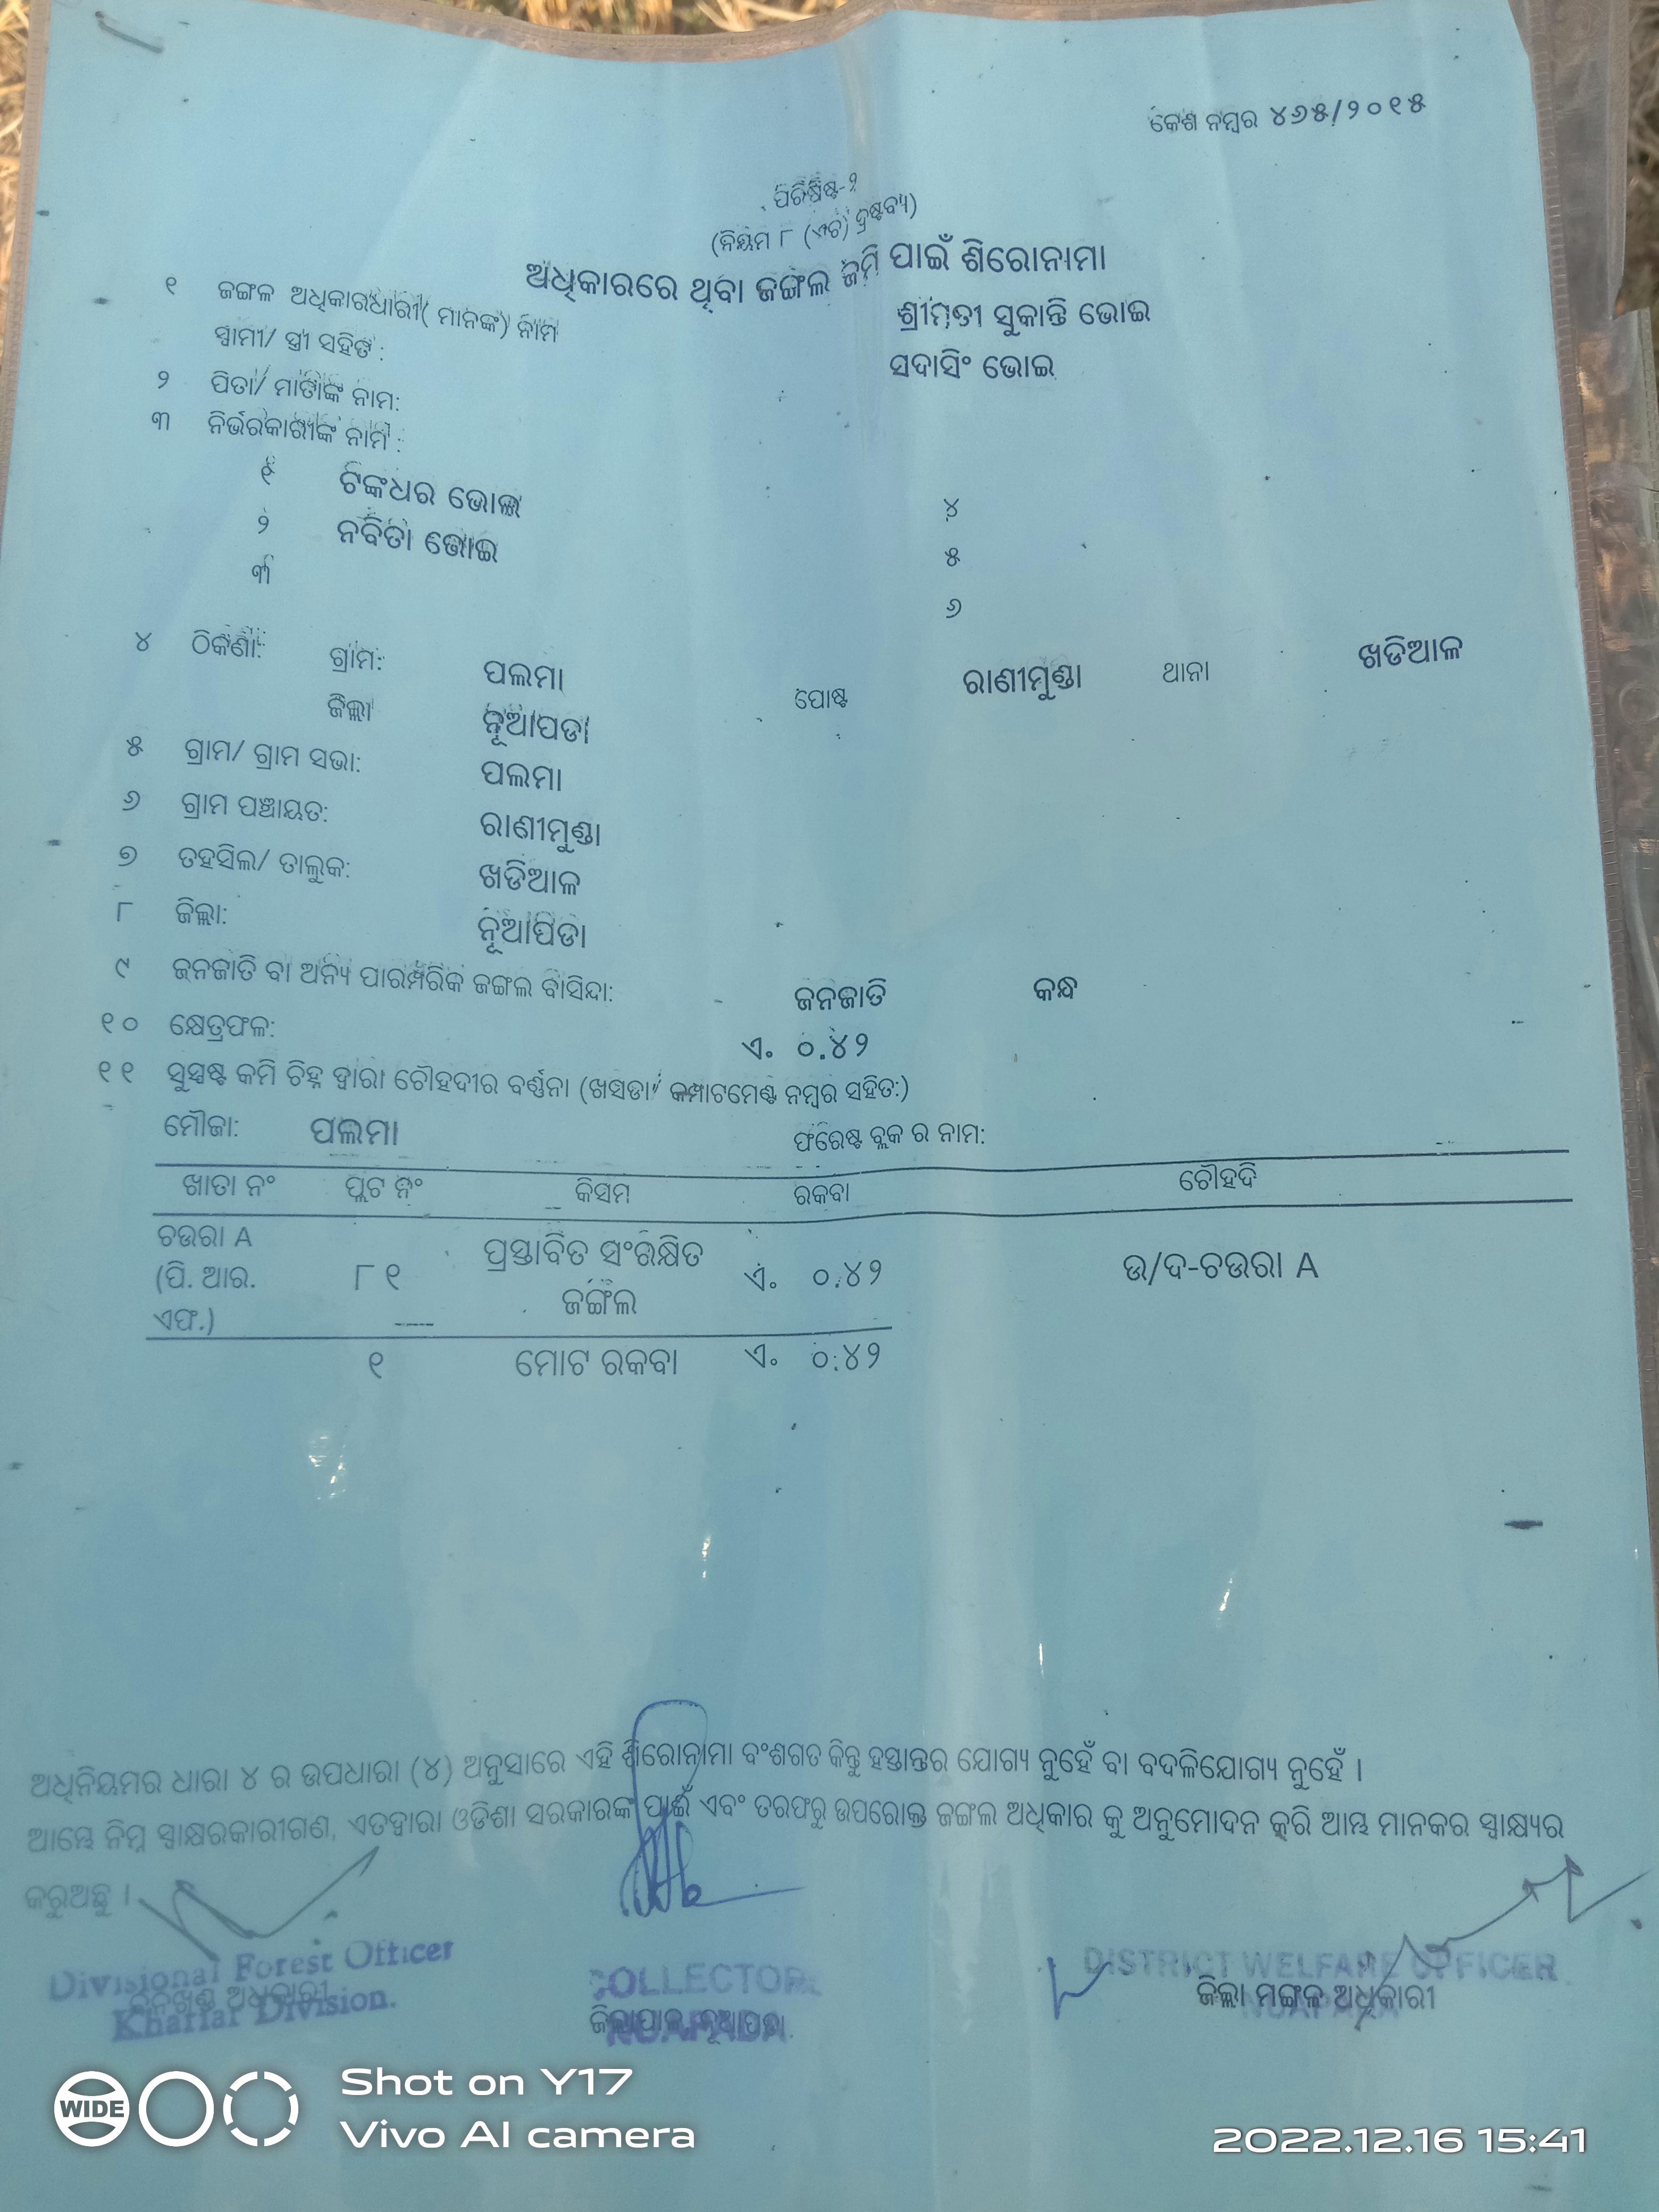 କେଶ ନମ୍ବର ୪୬୫/୨୦୧୫
ପରିଶିଷ୍ଟ-୨
(ନିୟମ ୮ (ଏଚ) ଦ୍ରଷ୍ଟବ୍ୟ)
ଅଧିକାରରେ ଥିବା ଜଙ୍ଗଲ ଜମି ପାଇଁ ଶିରୋନାମା
୧ ଜଙ୍ଗଳ ଅଧିକାରଧାରୀ( ମାନଙ୍କ) ନାମ ଶ୍ରୀମତୀ ସୁକାନ୍ତି ଭୋଇ
ସ୍ୱାମୀ/ ସ୍ତ୍ରୀ ସହିତ : ସଦାସିଂ ଭୋଇ
୨ ପିତା/ ମାତାଙ୍କ ନାମ:
୩ ନିର୍ଭରକାରୀଙ୍କ ନାମ :
୧ ଟିଙ୍କଧର ଭୋଇ ୪
୨ ନବିତା ଭୋଇ ୫
୩ ୬
୪ ଠିକଣା: ଗ୍ରାମ: ପଲମା ପୋଷ୍ଟ ରାଣୀମୁଣ୍ଡା ଥାନା ଖଡିଆଳ
ଜିଲ୍ଲା ନୂଆପଡା
୫ ଗ୍ରାମ/ ଗ୍ରାମ ସଭା: ପଲମା
୬ ଗ୍ରାମ ପଞ୍ଚାୟତ: ରାଣୀମୁଣ୍ଡା
୭ ତହସିଲ/ ତାଲୁକ: ଖଡିଆଳ
୮ ଜିଲ୍ଲା: ନୂଆପଡା
୯ ଜନଜାତି ବା ଅନ୍ୟ ପାରମ୍ପରିକ ଜଙ୍ଗଲ ବାସିନ୍ଦା: ଜନଜାତି କନ୍ଧ
୧୦ କ୍ଷେତ୍ରଫଳ: ଏ. ୦.୪୨
୧୧ ସୁସ୍ପଷ୍ଟ ଜମି ଚିହ୍ନ ଦ୍ୱାରା ଚୌହଦୀର ବର୍ଣ୍ଣନା (ଖସଡା/ କମ୍ପାଟମେଣ୍ଟ ନମ୍ବର ସହିତ:)
ମୌଜା: ପଲମା ଫରେଷ୍ଟ ବ୍ଲକ ର ନାମ:
ଖାତା ନଂ ପ୍ଲଟ ନଂ କିସମ ରକବା ଚୌହଦି
ଚଉରା A
(ପି. ଆର. ଏଫ.) ୮୧ ପ୍ରସ୍ତାବିତ ସଂରକ୍ଷିତ ଜଙ୍ଗଲ ଏ. ୦.୪୨ ଉ/ଦ-ଚଉରା A
୧ ମୋଟ ରକବା ଏ. ୦.୪୨
ଅଧିନିୟମର ଧାରା ୪ ର ଉପଧାରା (୪) ଅନୁସାରେ ଏହି ଶିରୋନାମା ବଂଶଗତ କିନ୍ତୁ ହସ୍ତାନ୍ତର ଯୋଗ୍ୟ ନୁହେଁ ବା ବଦଳିଯୋଗ୍ୟ ନୁହେଁ ।
ଆମ୍ଭେ ନିମ୍ନ ସ୍ୱାକ୍ଷରକାରୀଗଣ, ଏତଦ୍ୱାରା ଓଡିଶା ସରକାରଙ୍କ ପାଇଁ ଏବଂ ତରଫରୁ ଉପରୋକ୍ତ ଜଙ୍ଗଲ ଅଧିକାର କୁ ଅନୁମୋଦନ କରି ଆମ୍ଭ ମାନକର ସ୍ୱାକ୍ଷ୍ୟର
କରୁଅଛୁ ।
Divisional Forest Officer
ବନଖଣ୍ଡ ଅଧିକାରୀ
Khariar Division.
COLLECTOR
ଜିଲ୍ଲାପାଳ, ନୂଆପଡା
NUAPADA
DISTRICT WELFARE OFFICER
ଜିଲ୍ଲା ମଙ୍ଗଳ ଅଧିକାରୀ
NUAPADA
WIDE
Shot on Y17
Vivo AI camera
2022.12.16 15:41